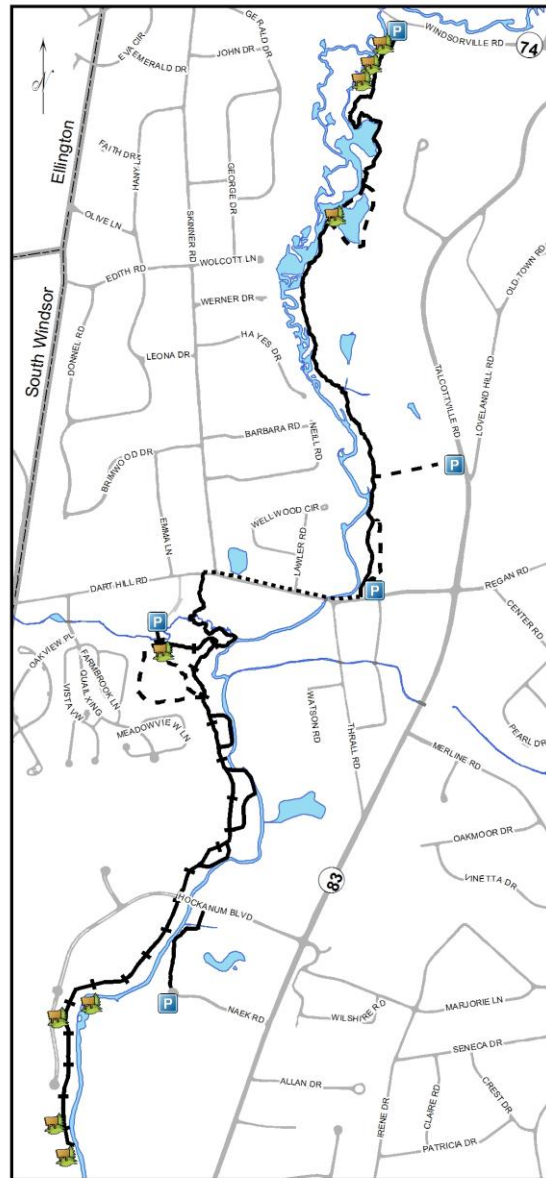 P
WINDSORVILLE RD
74
N
EVA CIR
EMERALD DR
JOHN DR
GERALD DR
Ellington
FAITH DR
GEORGE DR
OLIVE LN
SKINNER RD
WOLCOTT LN
EDITH RD
WERNER DR
OLD TOWN RD
South Windsor
DONNEL RD
LEONA DR
HAYES DR
TALCOTTVILLE RD
LOVELAND HILL RD
BARBARA RD
NEILL RD
BRIMWOOD DR
P
WELLWOOD CIR
LAWLER RD
EMMA LN
DART HILL RD
P
REGAN RD
P
CENTER RD
OAKVIEW PL
FARMBROOK LN
QUAIL XING
VISTA VW
MEADOWVIEW LN
WATSON RD
THRALL RD
PEARL DR
MERLINE RD
OAKMOOR DR
VINETTA DR
83
HOCKANUM BLVD
P
NAEK RD
WILSHIRE RD
MARJORIE LN
SENECA DR
ALLAN DR
IRENE DR
CLAIRE RD
CREST DR
PATRICIA DR